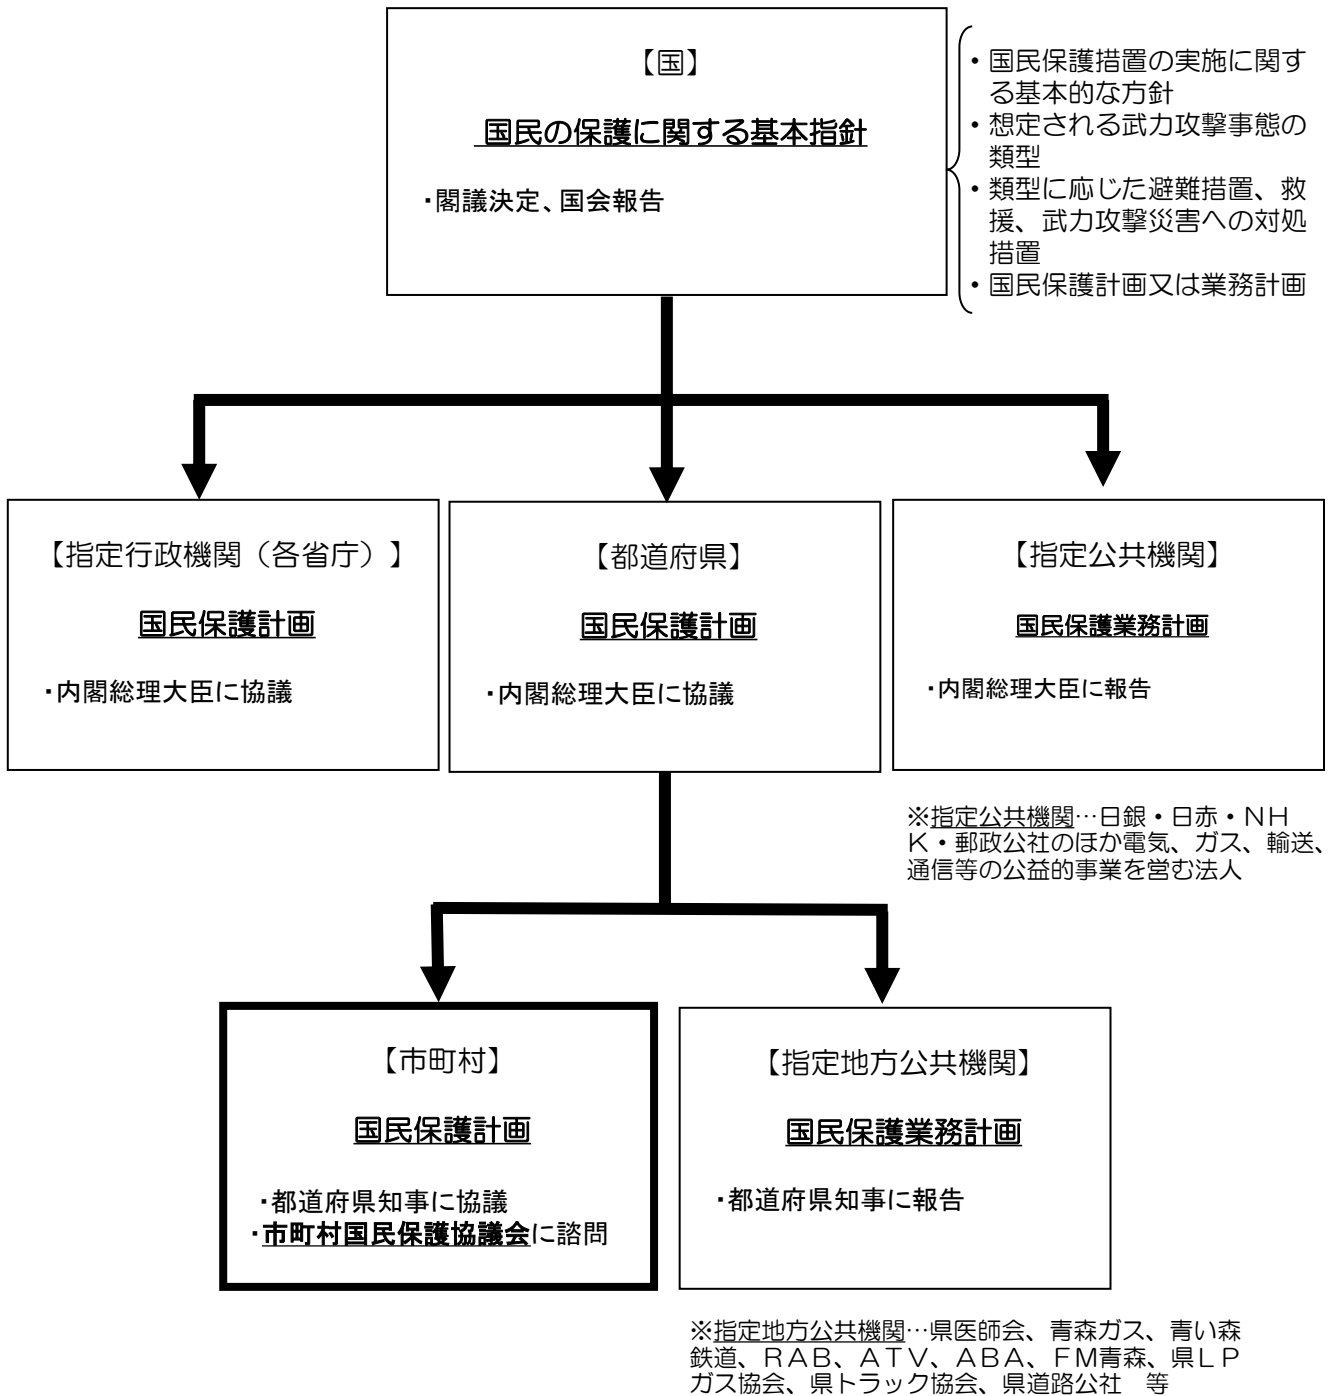 【国】
国民の保護に関する基本指針
・閣議決定、国会報告
・国民保護措置の実施に関す
る基本的な方針
・想定される武力攻撃事態の
類型
・類型に応じた避難措置、救
援、武力攻撃災害への対処
措置
・国民保護計画又は業務計画
【指定行政機関（各省庁）】
国民保護計画
・内閣総理大臣に協議
【都道府県】
国民保護計画
・内閣総理大臣に協議
【指定公共機関】
国民保護業務計画
・内閣総理大臣に報告
※指定公共機関…日銀・日赤・ＮＨ
Ｋ・郵政公社のほか電気、ガス、輸送、
通信等の公益的事業を営む法人
【市町村】
国民保護計画
・都道府県知事に協議
・市町村国民保護協議会に諮問
【指定地方公共機関】
国民保護業務計画
・都道府県知事に報告
※指定地方公共機関…県医師会、青森ガス、青い森
鉄道、ＲＡＢ、ＡＴＶ、ＡＢＡ、ＦＭ青森、県ＬＰ
ガス協会、県トラック協会、県道路公社　等